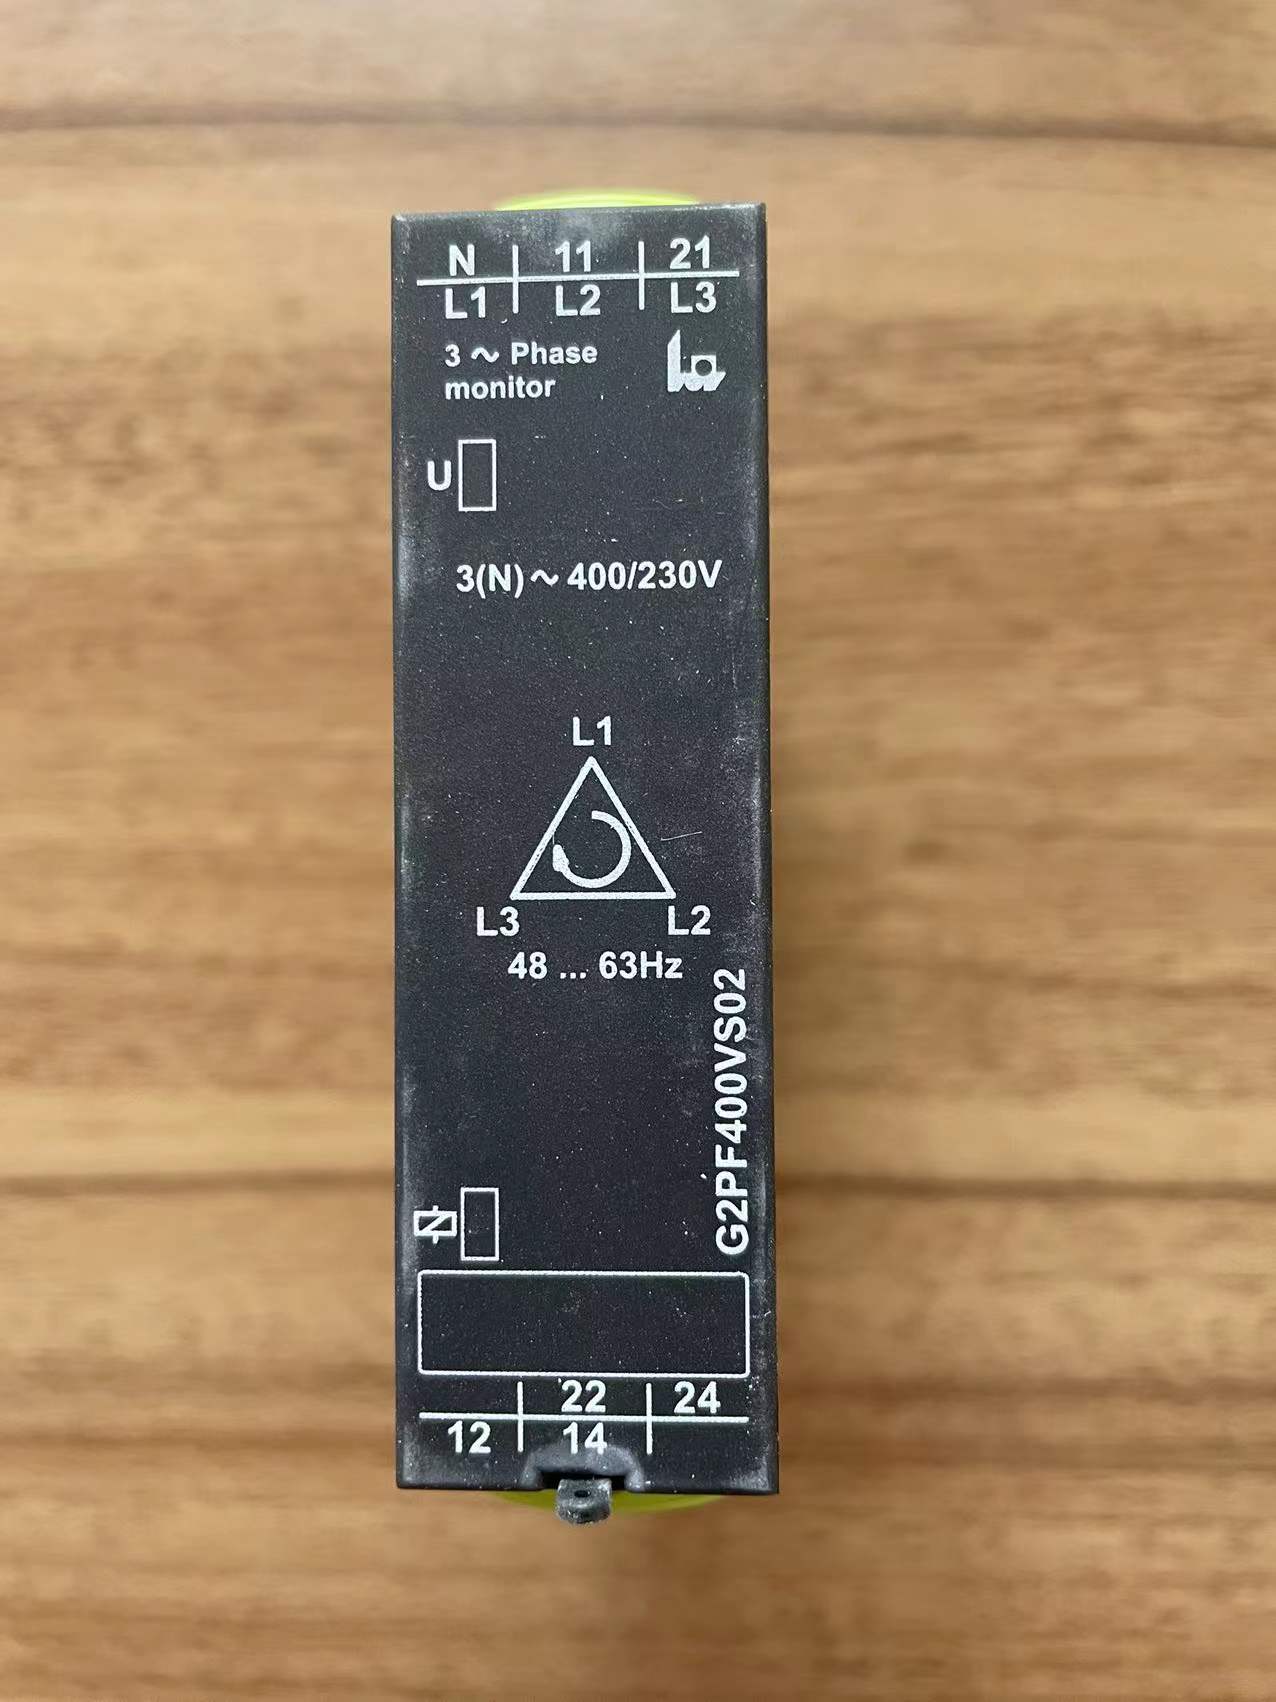 N 11 21
L1 L2 L3
3 ~ Phase
monitor
U
3(N) ~ 400/230V
L1
L3 L2
48 ... 63Hz
G2PF400VS02
22 24
12 14